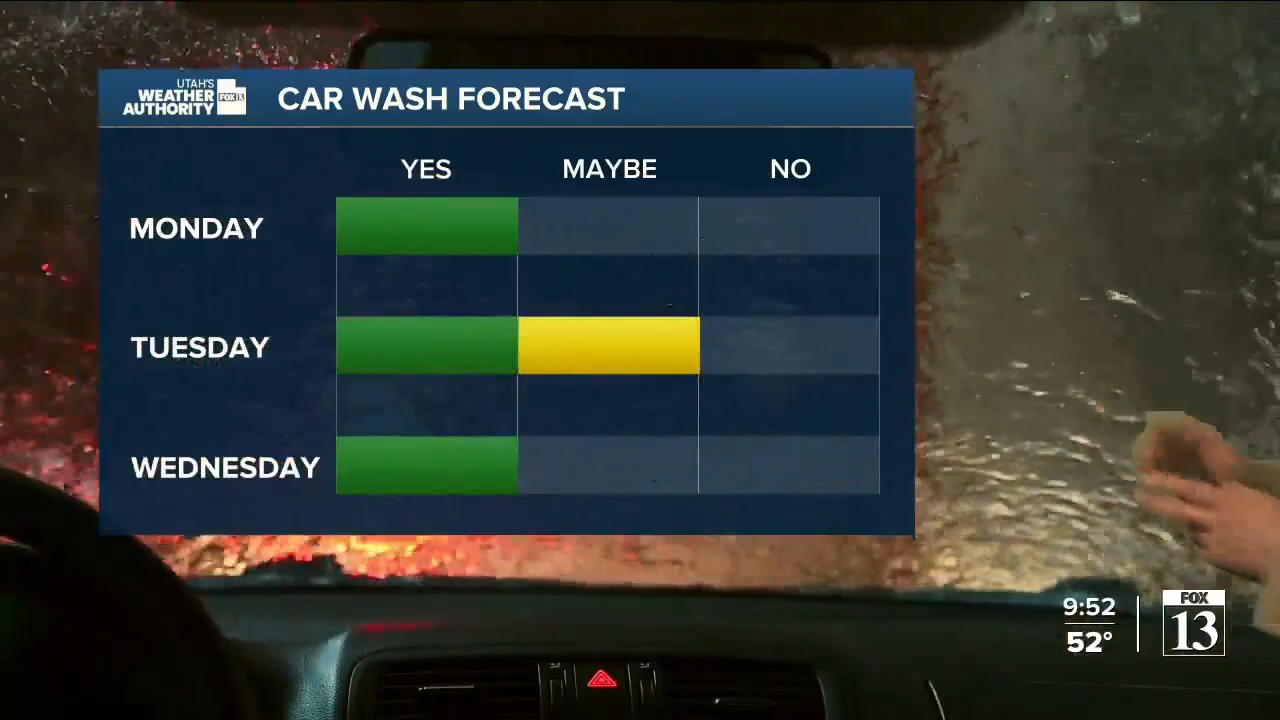 UTAH'S
WEATHER
AUTHORITY
FOX 13
CAR WASH FORECAST
YES MAYBE NO
MONDAY
TUESDAY
WEDNESDAY
9:52
52°
FOX
13